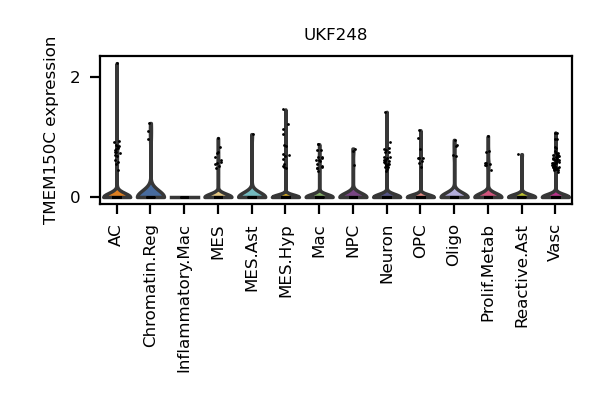 UKF248
TMEM150C expression
2
0
AC
Chromatin.Reg
Inflammatory.Mac
MES
MES.Ast
MES.Hyp
Mac
NPC
Neuron
OPC
Oligo
Prolif.Metab
Reactive.Ast
Vasc